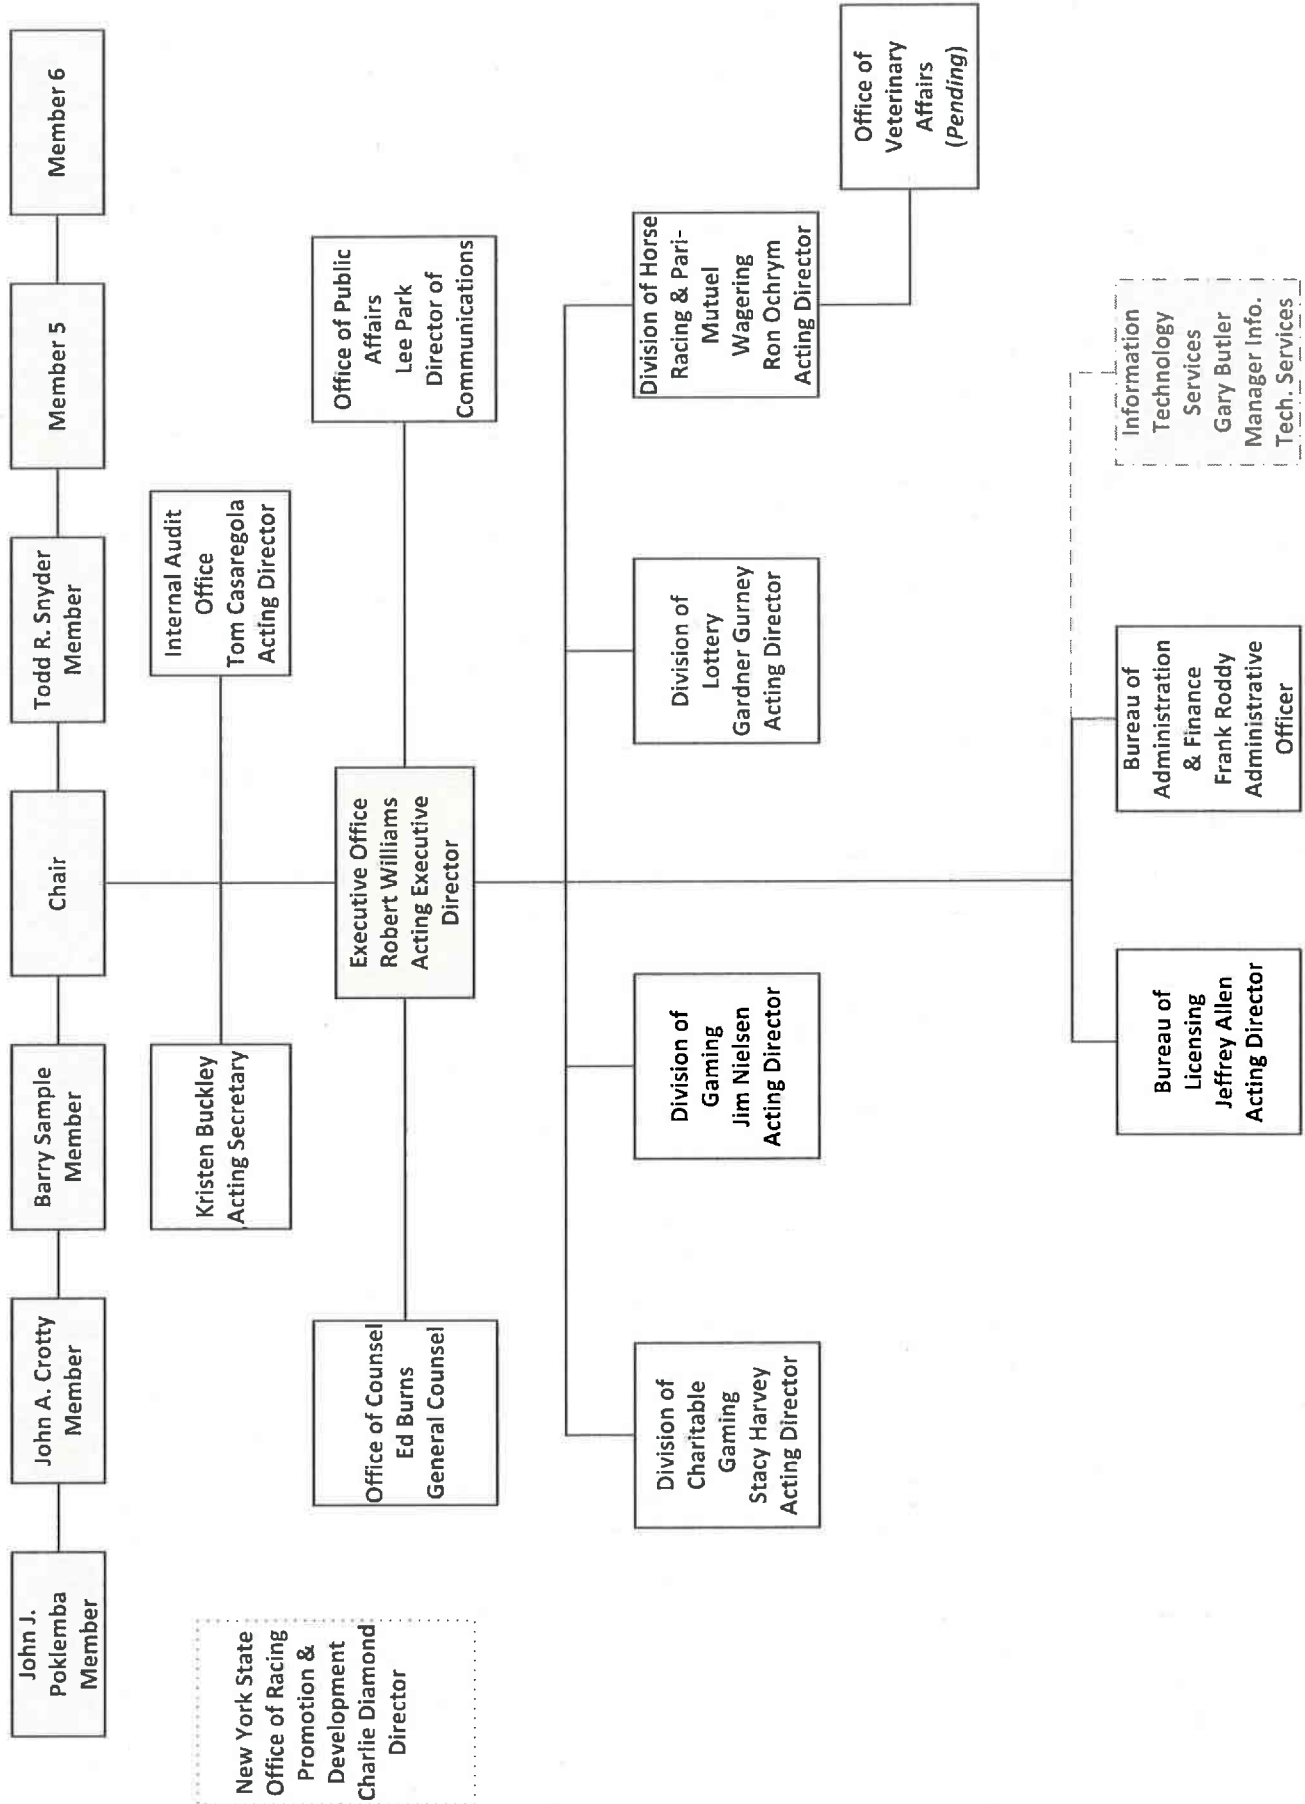 John J.
Poklemba
Member
John A. Crotty
Member
Barry Sample
Member
Chair
Todd R. Snyder
Member
Member 5
Member 6
Kristen Buckley
Acting Secretary
Internal Audit
Office
Tom Casaregola
Acting Director
New York State
Office of Racing
Promotion &
Development
Charlie Diamond
Director
Office of Counsel
Ed Burns
General Counsel
Executive Office
Robert Williams
Acting Executive
Director
Office of Public
Affairs
Lee Park
Director of
Communications
Division of
Charitable
Gaming
Stacy Harvey
Acting Director
Division of
Gaming
Jim Nielsen
Acting Director
Division of
Lottery
Gardner Gurney
Acting Director
Division of Horse
Racing & Pari-
Mutuel
Wagering
Ron Ochrym
Acting Director
Office of
Veterinary
Affairs
(Pending)
Bureau of
Licensing
Jeffrey Allen
Acting Director
Bureau of
Administration
& Finance
Frank Roddy
Administrative
Officer
Information
Technology
Services
Gary Butler
Manager Info.
Tech. Services